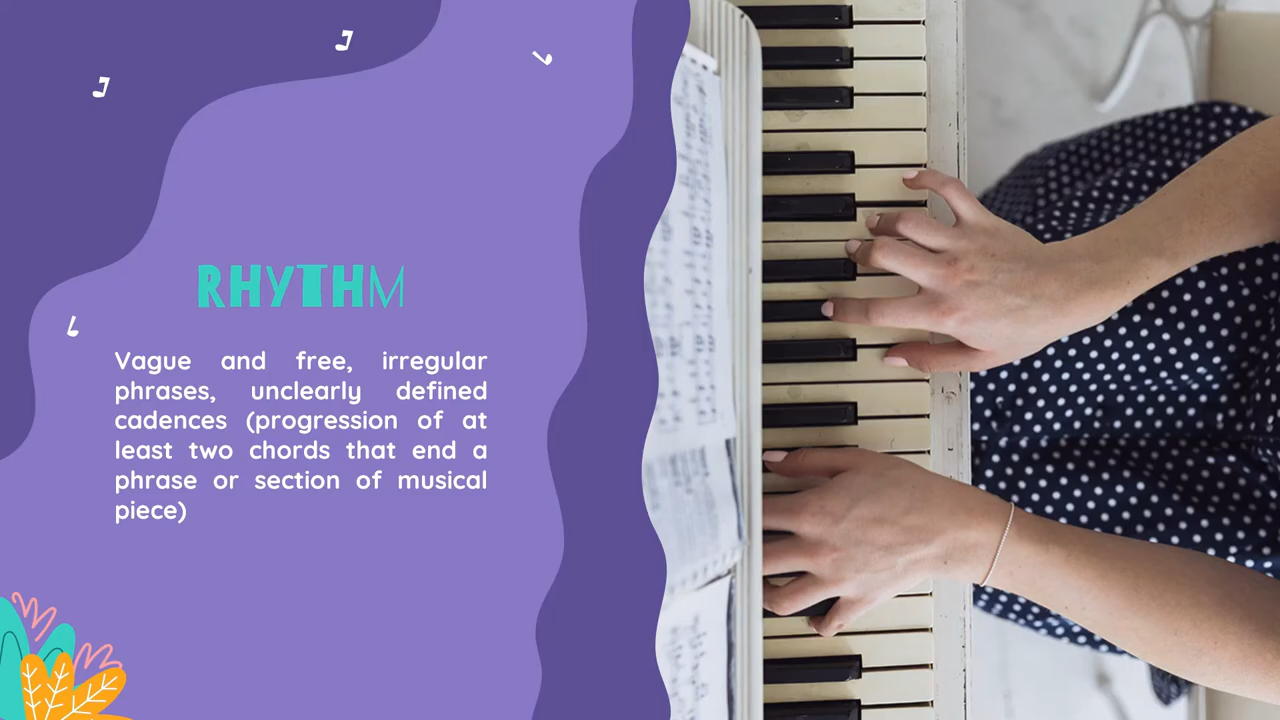 RHYTHM
Vague and free, irregular
phrases, unclearly defined
cadences (progression of at
least two chords that end a
phrase or section of musical
piece)